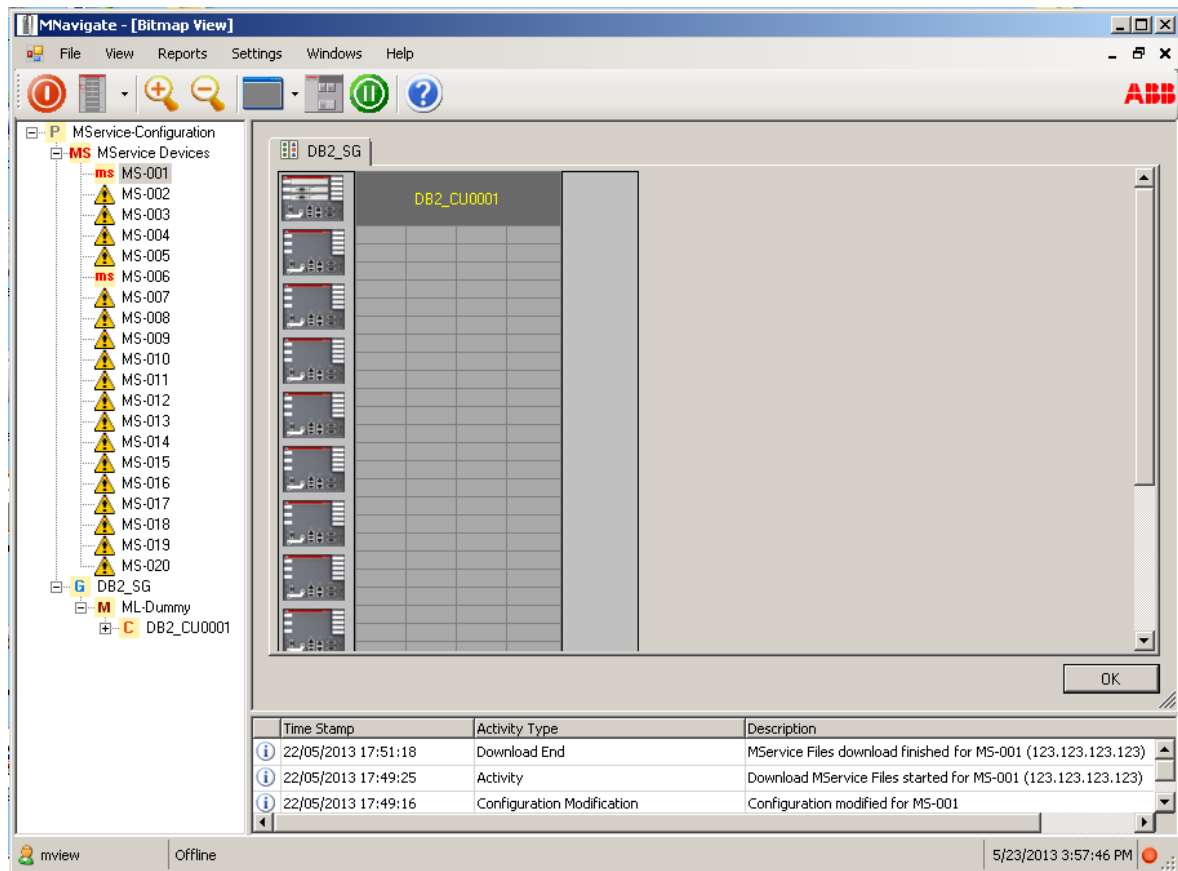 MNavigate - [Bitmap View]
File View Reports Settings Windows Help
ABB
P MService-Configuration
MS MService Devices
ms MS-001
MS-002
MS-003
MS-004
MS-005
ms MS-006
MS-007
MS-008
MS-009
MS-010
MS-011
MS-012
MS-013
MS-014
MS-015
MS-016
MS-017
MS-018
MS-019
MS-020
G DB2_SG
M ML-Dummy
C DB2_CU0001
DB2_SG
DB2_CU0001
OK
Time Stamp Activity Type Description
22/05/2013 17:51:18 Download End MService Files download finished for MS-001 (123.123.123.123)
22/05/2013 17:49:25 Activity Download MService Files started for MS-001 (123.123.123.123)
22/05/2013 17:49:16 Configuration Modification Configuration modified for MS-001
mview Offline 5/23/2013 3:57:46 PM